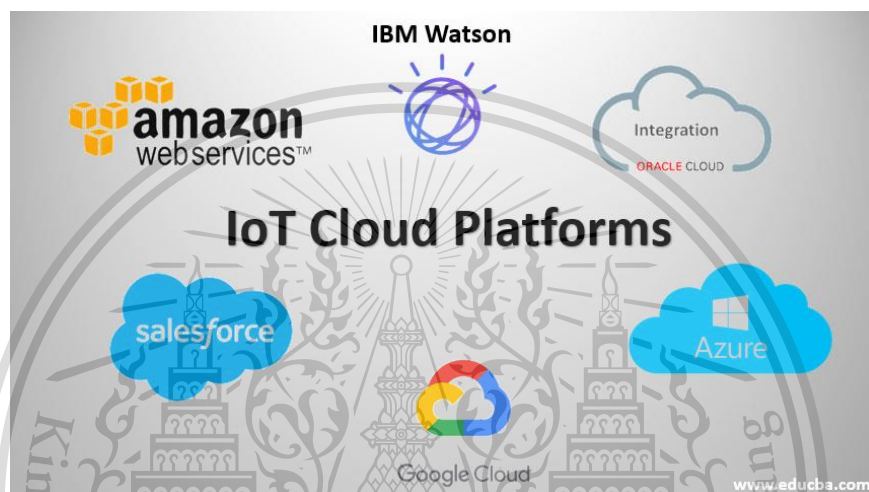 IBM Watson
amazon
webservices™
Integration
ORACLE CLOUD
IoT Cloud Platforms
salesforce
Azure
Google Cloud
www.educba.com